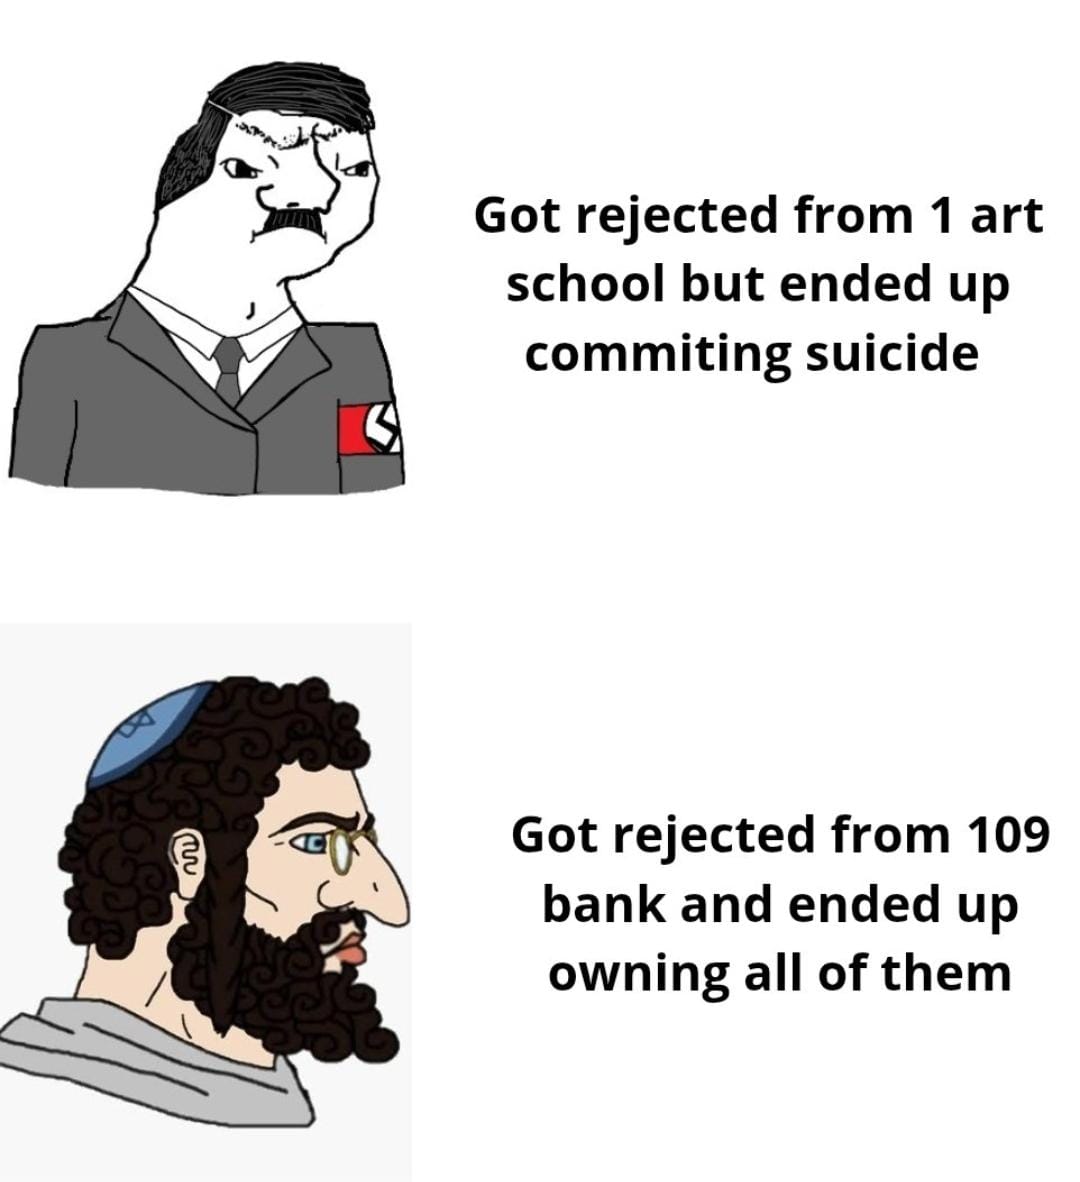 Got rejected from 1 art
school but ended up
commiting suicide
Got rejected from 109
bank and ended up
owning all of them